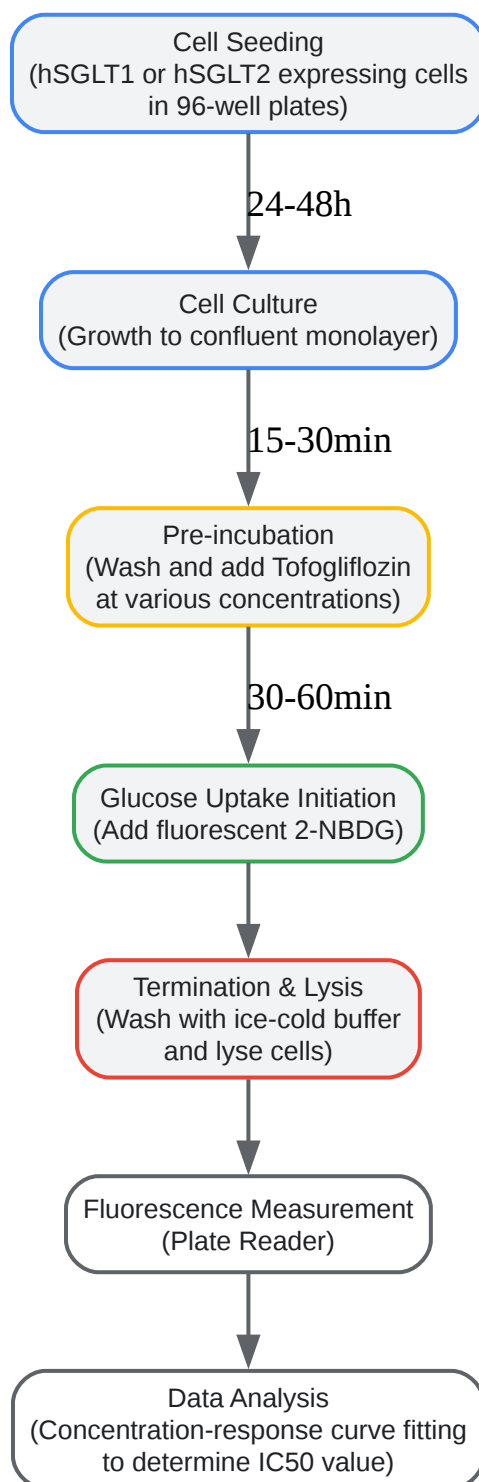 Cell Seeding
(hSGLT1 or hSGLT2 expressing cells
in 96-well plates)
24-48h
Cell Culture
(Growth to confluent monolayer)
15-30min
Pre-incubation
(Wash and add Tofogliflozin
at various concentrations)
30-60min
Glucose Uptake Initiation
(Add fluorescent 2-NBDG)
Termination & Lysis
(Wash with ice-cold buffer
and lyse cells)
Fluorescence Measurement
(Plate Reader)
Data Analysis
(Concentration-response curve fitting
to determine IC50 value)